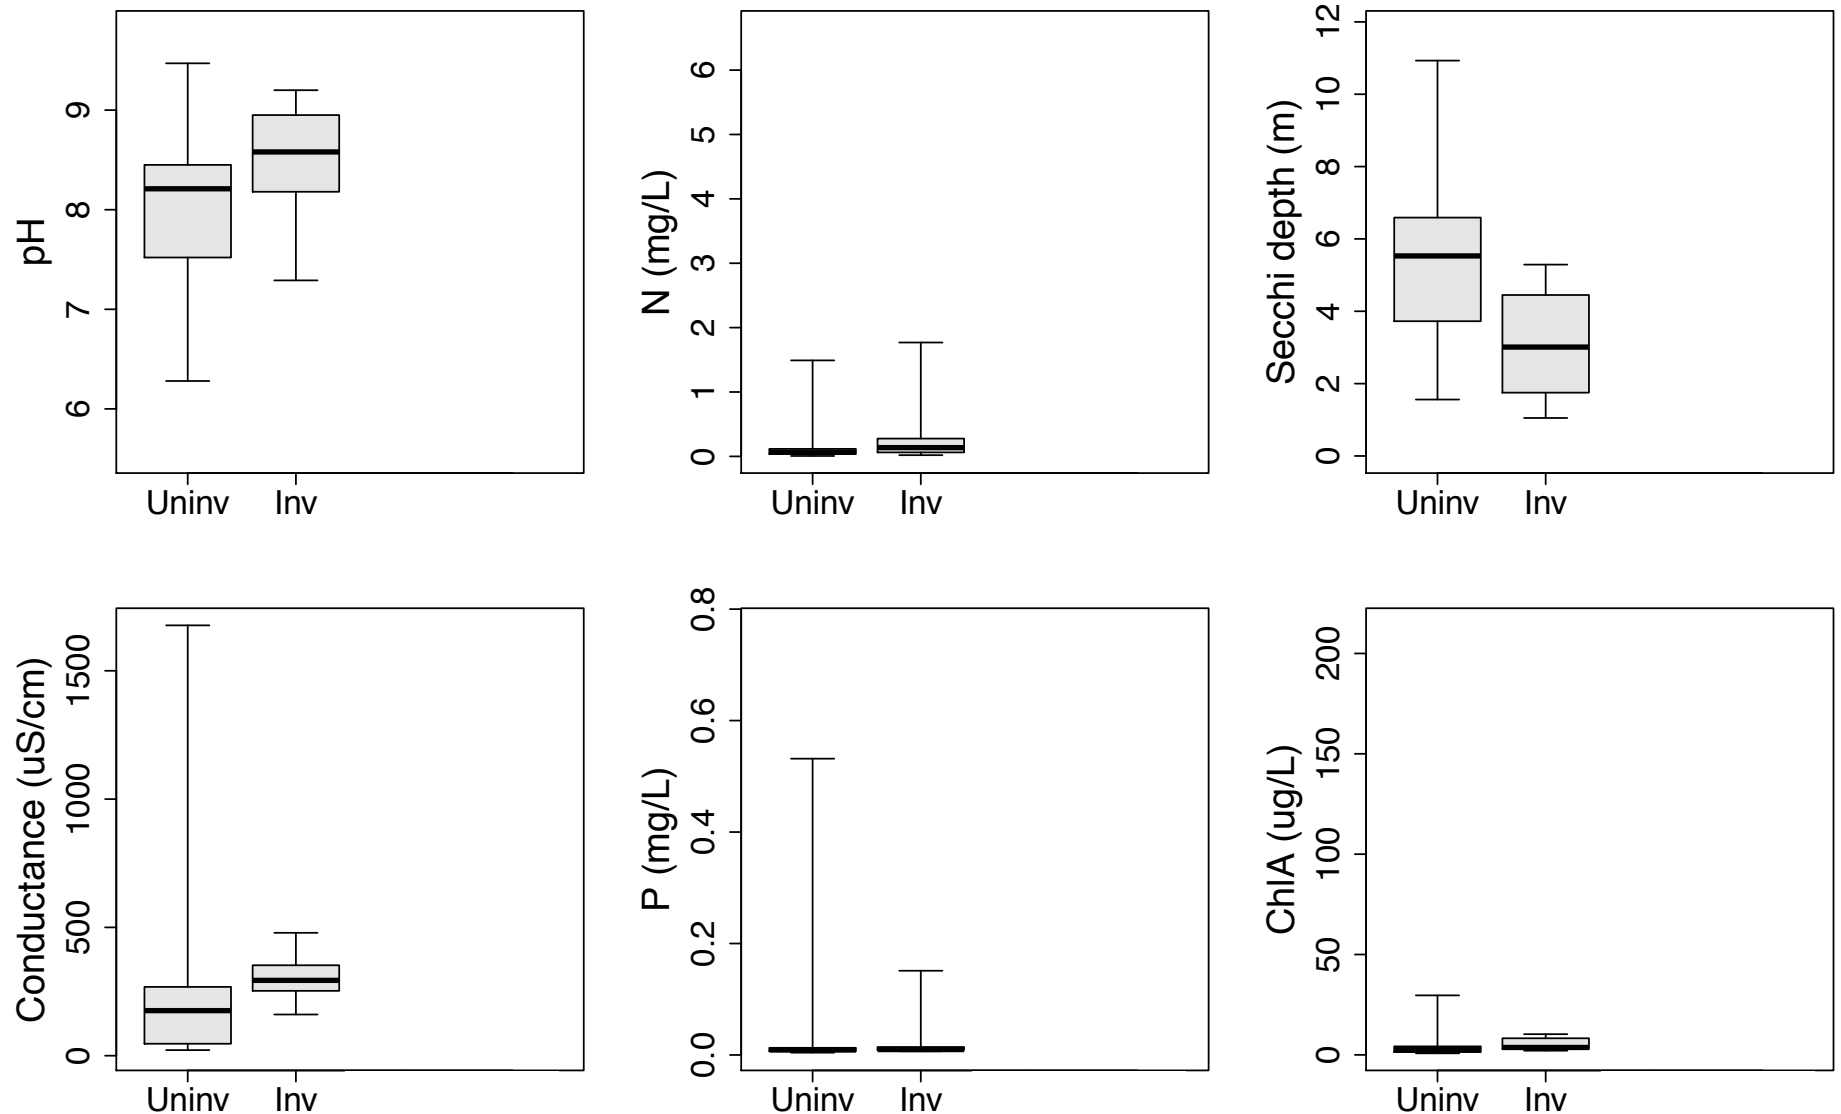 pH
9
8
7
6
Uninv Inv
N (mg/L)
6
5
4
3
2
1
0
Uninv Inv
Secchi depth (m)
12
10
8
6
4
2
0
Uninv Inv
Conductance (uS/cm)
1500
1000
500
0
Uninv Inv
P (mg/L)
0.8
0.6
0.4
0.2
0.0
Uninv Inv
ChlA (ug/L)
200
150
100
50
0
Uninv Inv